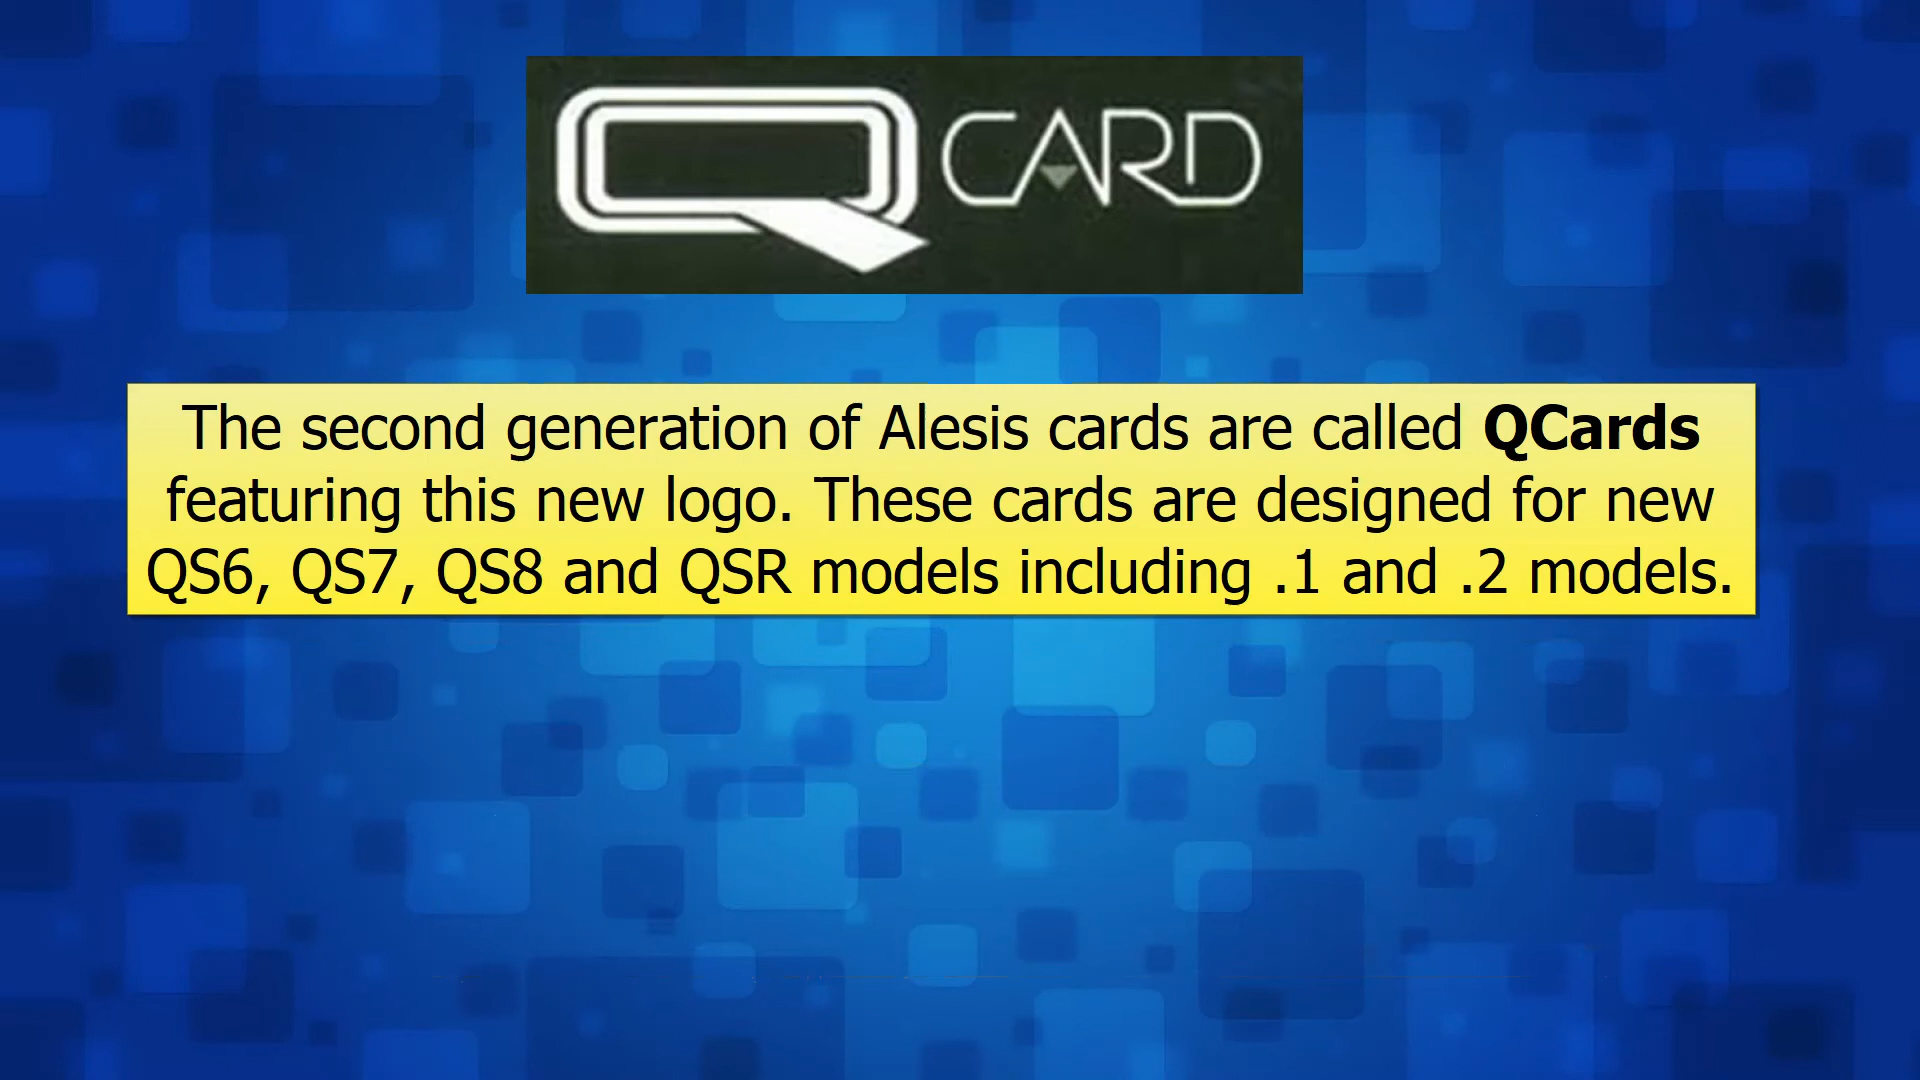 Q CARD
The second generation of Alesis cards are called QCards
featuring this new logo. These cards are designed for new
QS6, QS7, QS8 and QSR models including .1 and .2 models.